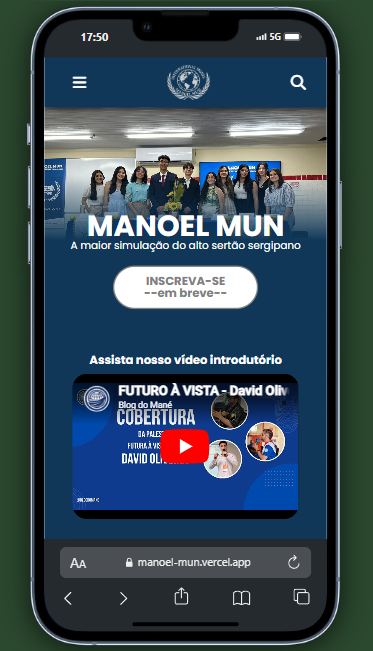 17:50
5G
MANOEL MUN
A maior simulação do alto sertão sergipano
INSCREVA-SE
--em breve--
Assista nosso vídeo introdutório
FUTURO À VISTA - David Oliv
Blog do Mané
COBERTURA
DA PALES
FUTURA À VIS
DAVID OLIV
AA
manoel-mun.vercel.app